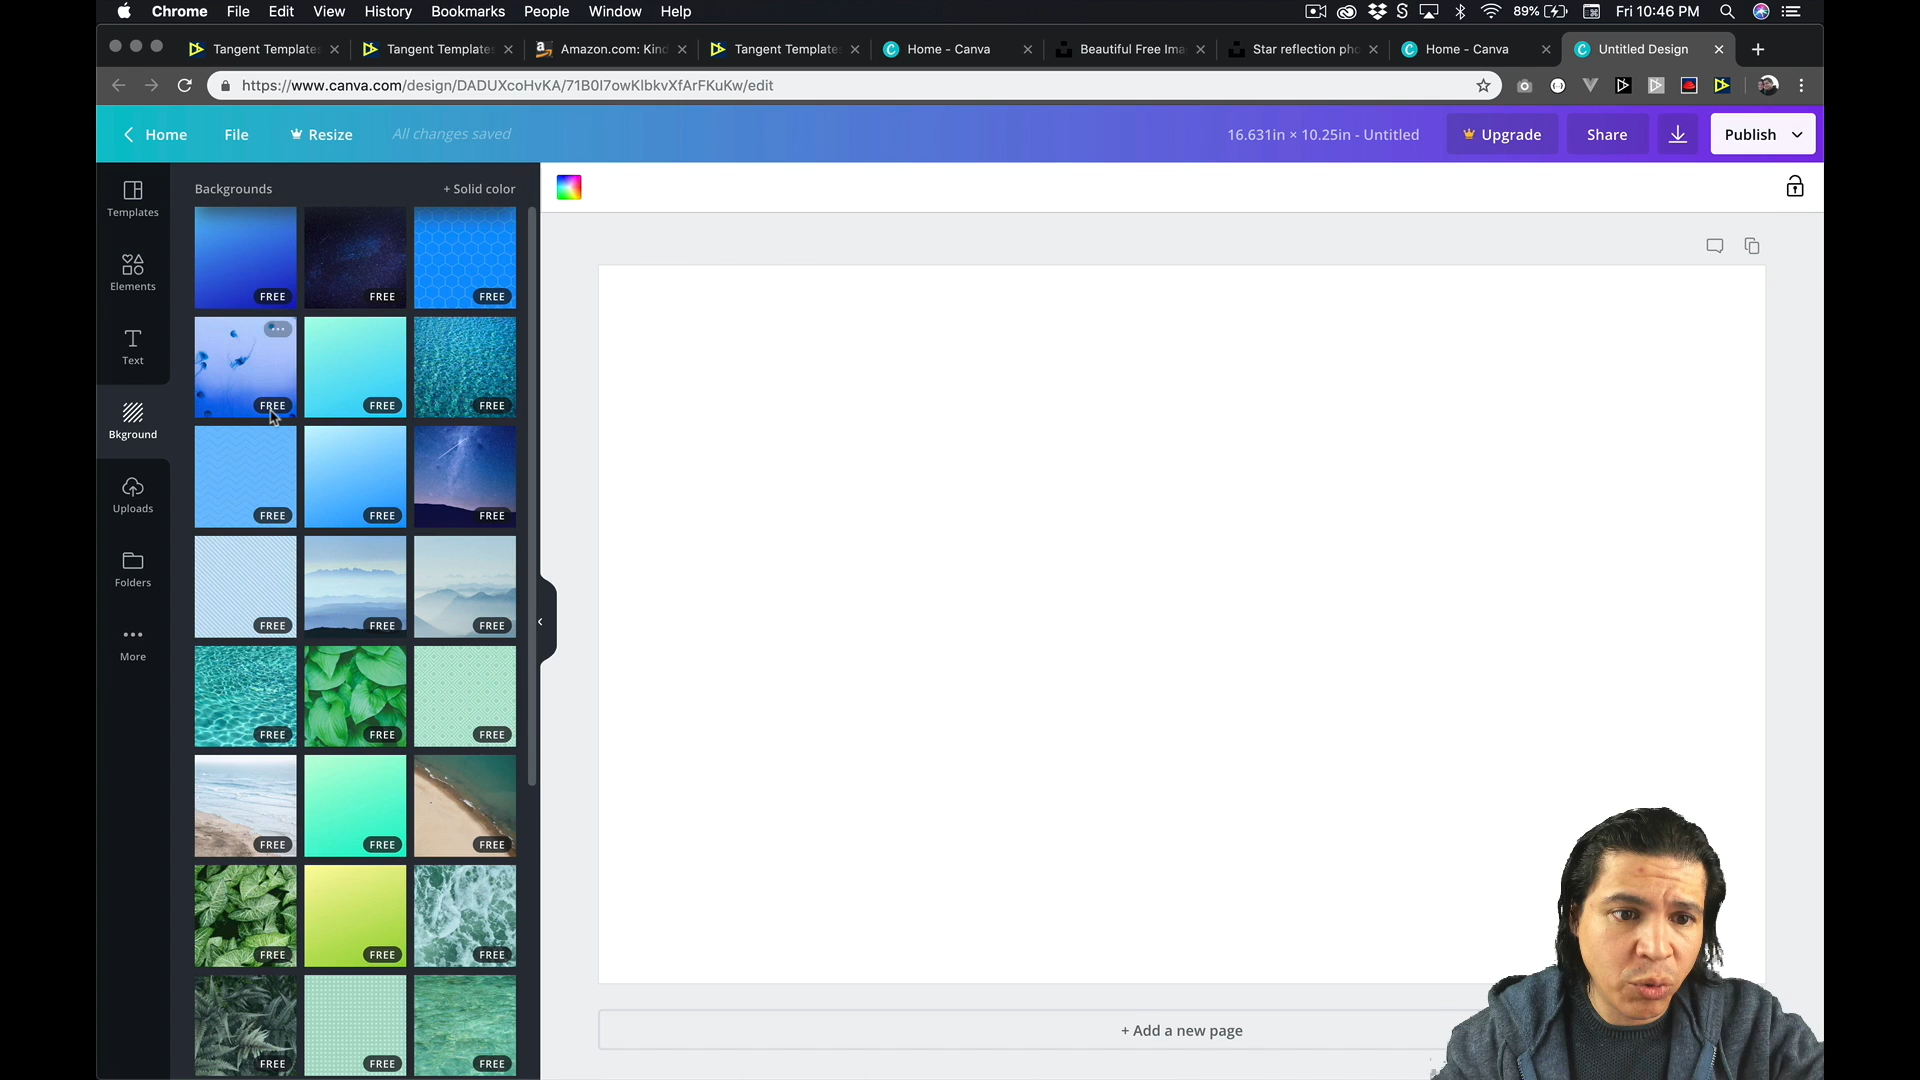 Chrome File Edit View History Bookmarks People Window Help
89% Fri 10:46 PM
Tangent Template
Tangent Template
Amazon.com: Kind
Tangent Template
Home - Canva
Beautiful Free Ima
Star reflection pho
Home - Canva
Untitled Design
https://www.canva.com/design/DADUXcoHvKA/71B0I7owKlbkvXfArFKuKw/edit
Home File Resize All changes saved 16.631in × 10.25in - Untitled Upgrade Share Publish
Templates
Elements
Text
Bkground
Uploads
Folders
More
Backgrounds + Solid color
FREE FREE FREE
FREE FREE FREE
FREE FREE FREE
FREE FREE FREE
FREE FREE FREE
FREE FREE FREE
FREE FREE FREE
FREE FREE FREE
+ Add a new page